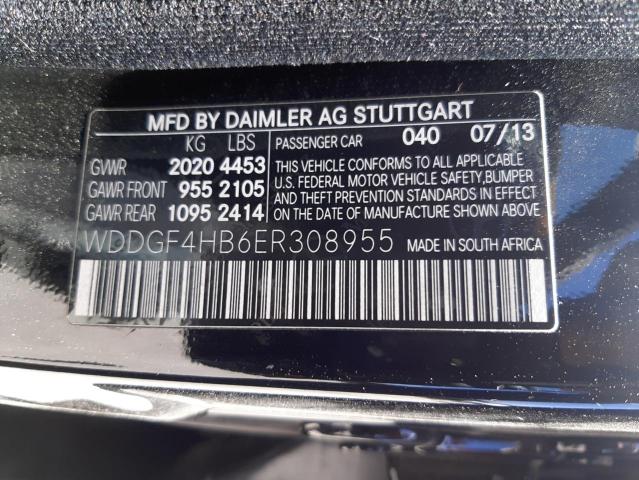 MFD BY DAIMLER AG STUTTGART
KG LBS PASSENGER CAR 040 07/13
GVWR 2020 4453
GAWR FRONT 955 2105
GAWR REAR 1095 2414
THIS VEHICLE CONFORMS TO ALL APPLICABLE
U.S. FEDERAL MOTOR VEHICLE SAFETY,BUMPER
AND THEFT PREVENTION STANDARDS IN EFFECT
ON THE DATE OF MANUFACTURE SHOWN ABOVE.
WDDGF4HB6ER308955 MADE IN SOUTH AFRICA